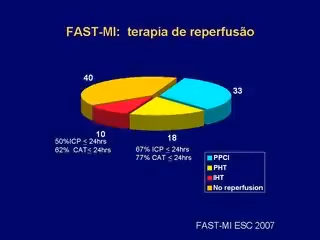 FAST-MI: terapia de reperfusão
40
33
10
18
50%ICP ≤ 24hrs
62% CAT≤ 24hrs
67% ICP ≤ 24hrs
77% CAT ≤ 24hrs
PPCI
PHT
IHT
No reperfusion
FAST-MI ESC 2007